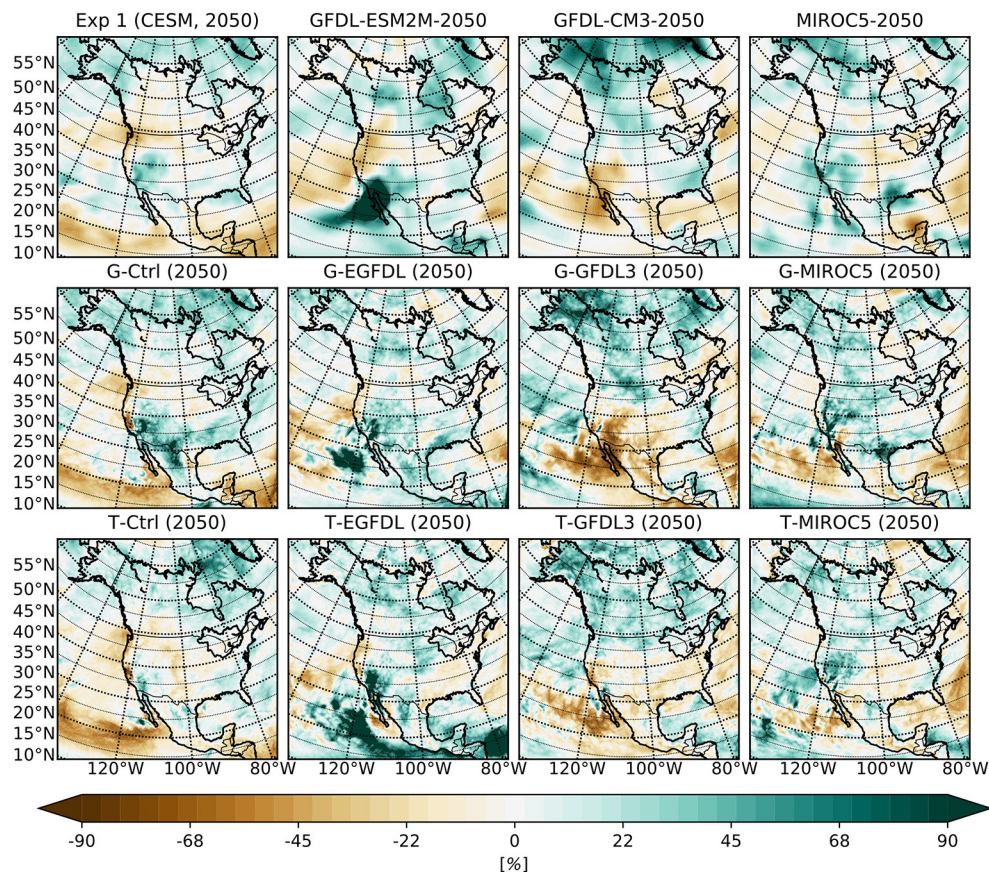 Exp 1 (CESM, 2050) GFDL-ESM2M-2050 GFDL-CM3-2050 MIROC5-2050
55°N
50°N
45°N
40°N
35°N
30°N
25°N
20°N
15°N
10°N
G-Ctrl (2050) G-EGFDL (2050) G-GFDL3 (2050) G-MIROC5 (2050)
55°N
50°N
45°N
40°N
35°N
30°N
25°N
20°N
15°N
10°N
T-Ctrl (2050) T-EGFDL (2050) T-GFDL3 (2050) T-MIROC5 (2050)
55°N
50°N
45°N
40°N
35°N
30°N
25°N
20°N
15°N
10°N
120°W 100°W 80°W 120°W 100°W 80°W 120°W 100°W 80°W 120°W 100°W 80°W
-90 -68 -45 -22 0 22 45 68 90
[%]